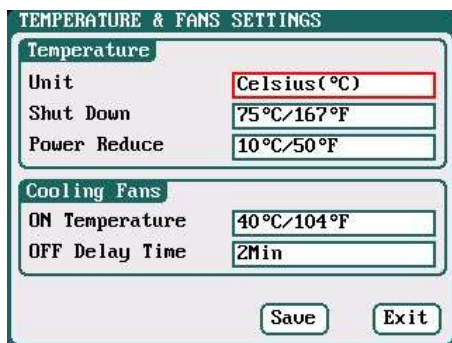 TEMPERATURE & FANS SETTINGS
Temperature
Unit Celsius(°C)
Shut Down 75°C/167°F
Power Reduce 10°C/50°F
Cooling Fans
ON Temperature 40°C/104°F
OFF Delay Time 2Min
Save Exit